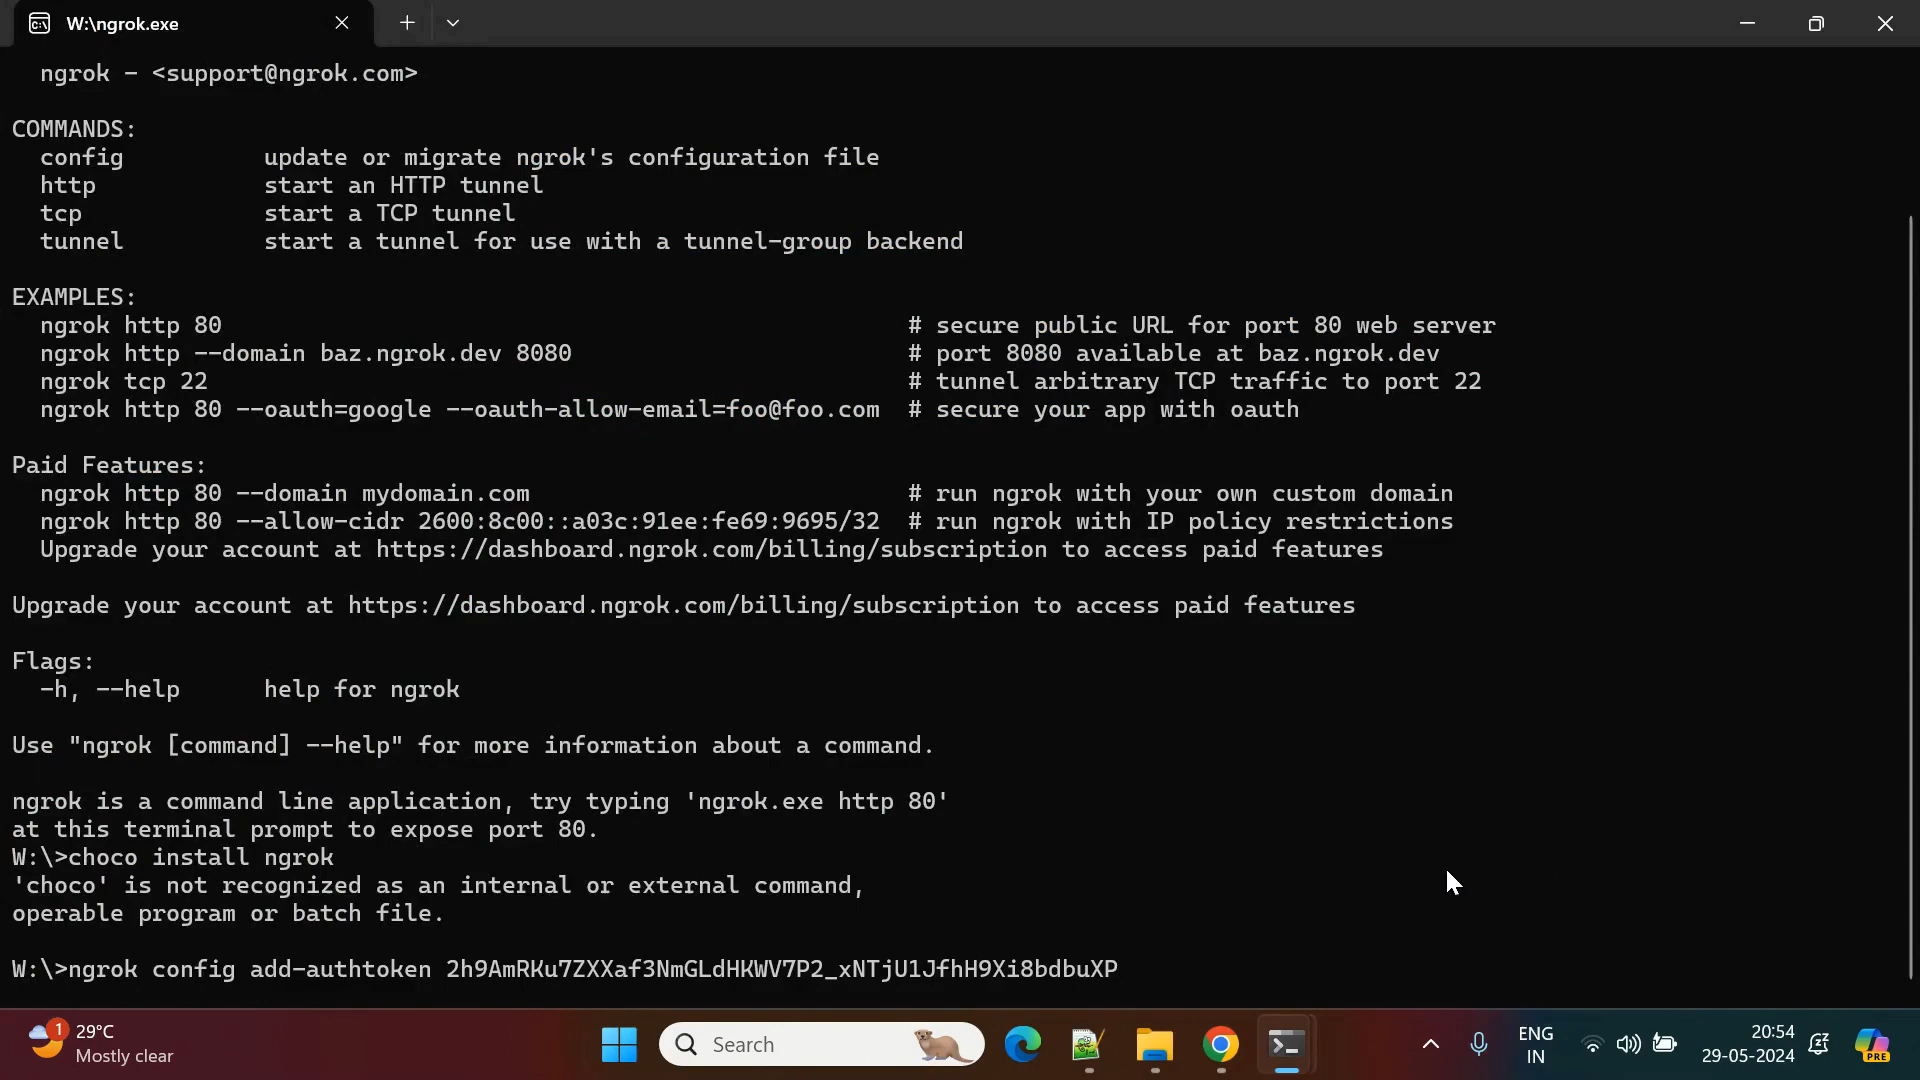 W:\ngrok.exe
ngrok - <support@ngrok.com>
COMMANDS:
config update or migrate ngrok's configuration file
http start an HTTP tunnel
tcp start a TCP tunnel
tunnel start a tunnel for use with a tunnel-group backend
EXAMPLES:
ngrok http 80 # secure public URL for port 80 web server
ngrok http --domain baz.ngrok.dev 8080 # port 8080 available at baz.ngrok.dev
ngrok tcp 22 # tunnel arbitrary TCP traffic to port 22
ngrok http 80 --oauth=google --oauth-allow-email=foo@foo.com # secure your app with oauth
Paid Features:
ngrok http 80 --domain mydomain.com # run ngrok with your own custom domain
ngrok http 80 --allow-cidr 2600:8c00::a03c:91ee:fe69:9695/32 # run ngrok with IP policy restrictions
Upgrade your account at https://dashboard.ngrok.com/billing/subscription to access paid features
Upgrade your account at https://dashboard.ngrok.com/billing/subscription to access paid features
Flags:
-h, --help help for ngrok
Use "ngrok [command] --help" for more information about a command.
ngrok is a command line application, try typing 'ngrok.exe http 80'
at this terminal prompt to expose port 80.
W:\>choco install ngrok
'choco' is not recognized as an internal or external command,
operable program or batch file.
W:\>ngrok config add-authtoken 2h9AmRKu7ZXXaf3NmGLdHKWV7P2_xNTjU1JfhH9Xi8bdbuXP
1
29°C
Mostly clear
Search
ENG
IN
20:54
29-05-2024
PRE